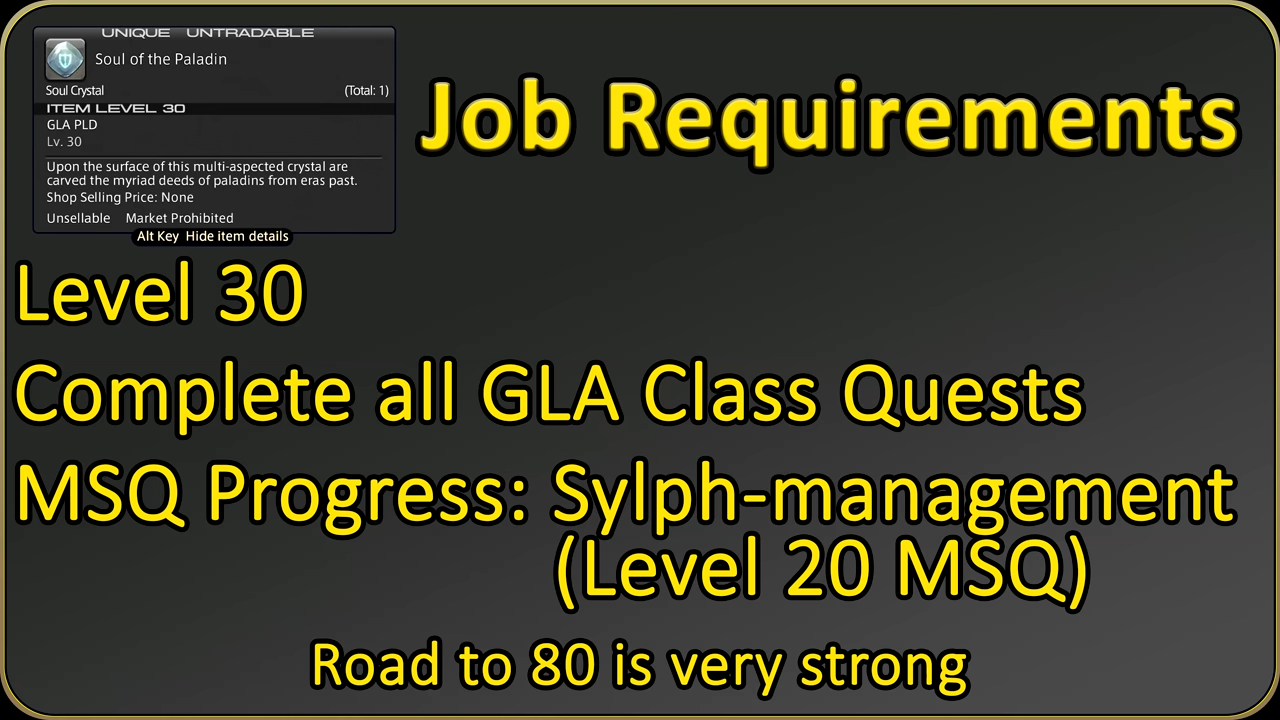 UNIQUE UNTRADABLE
Soul of the Paladin
Soul Crystal (Total: 1)
ITEM LEVEL 30
GLA PLD
Lv. 30
Upon the surface of this multi-aspected crystal are
carved the myriad deeds of paladins from eras past.
Shop Selling Price: None
Unsellable Market Prohibited
Alt Key Hide item details
Job Requirements
Level 30
Complete all GLA Class Quests
MSQ Progress: Sylph-management
(Level 20 MSQ)
Road to 80 is very strong